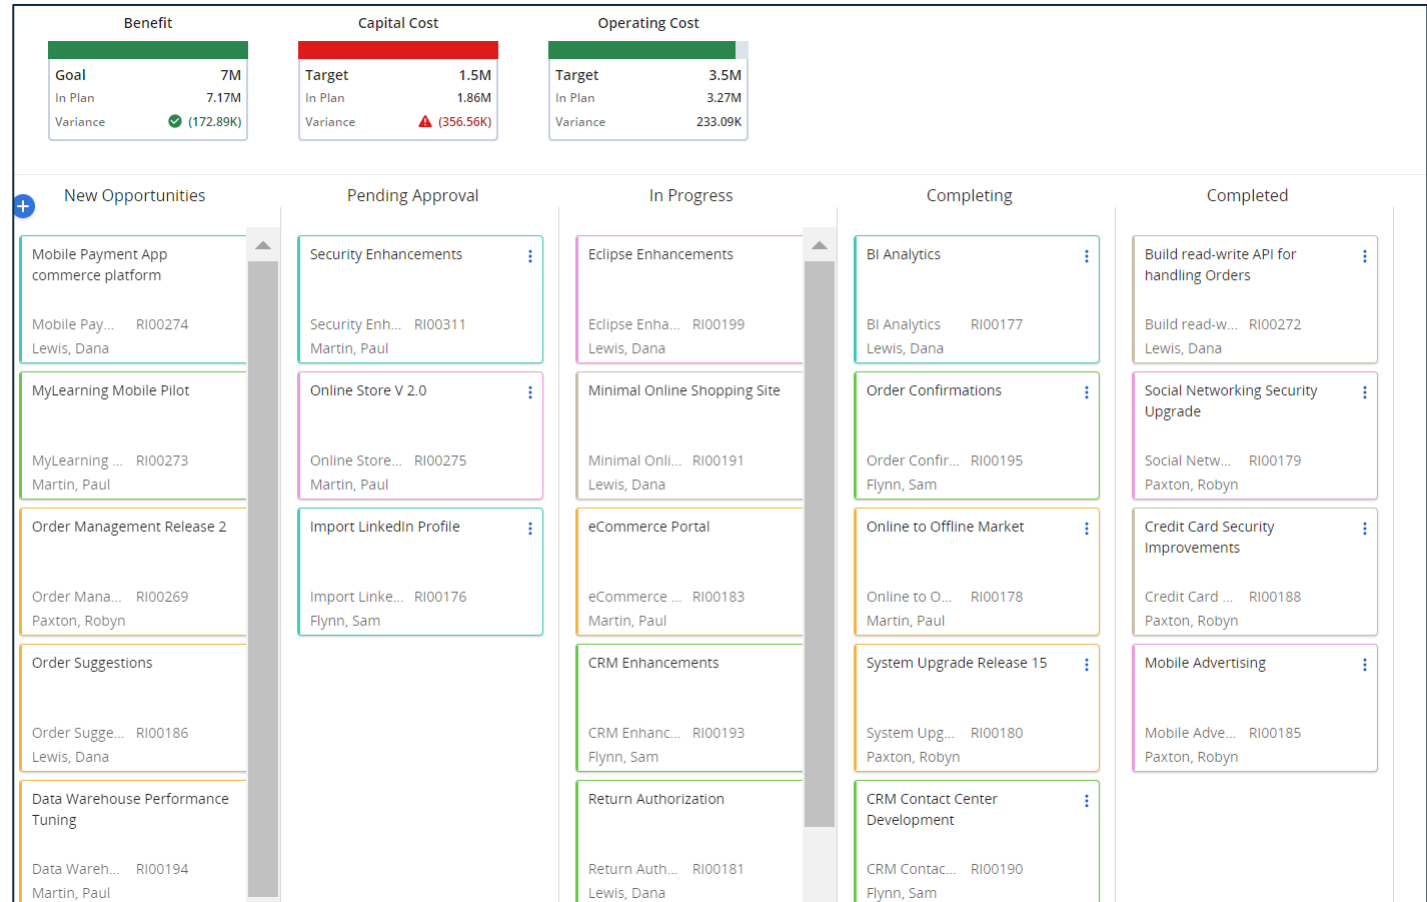 Benefit
Goal 7M
In Plan 7.17M
Variance (172.89K)
Capital Cost
Target 1.5M
In Plan 1.86M
Variance (356.56K)
Operating Cost
Target 3.5M
In Plan 3.27M
Variance 233.09K
New Opportunities
Mobile Payment App
commerce platform
Mobile Pay... RI00274
Lewis, Dana
MyLearning Mobile Pilot
MyLearning ... RI00273
Martin, Paul
Order Management Release 2
Order Mana... RI00269
Paxton, Robyn
Order Suggestions
Order Sugge... RI00186
Lewis, Dana
Data Warehouse Performance
Tuning
Data Wareh... RI00194
Martin, Paul
Pending Approval
Security Enhancements
Security Enh... RI00311
Martin, Paul
Online Store V 2.0
Online Store... RI00275
Martin, Paul
Import LinkedIn Profile
Import Linke... RI00176
Flynn, Sam
In Progress
Eclipse Enhancements
Eclipse Enha... RI00199
Lewis, Dana
Minimal Online Shopping Site
Minimal Onli... RI00191
Lewis, Dana
eCommerce Portal
eCommerce ... RI00183
Martin, Paul
CRM Enhancements
CRM Enhanc... RI00193
Flynn, Sam
Return Authorization
Return Auth... RI00181
Lewis, Dana
Completing
BI Analytics
BI Analytics RI00177
Lewis, Dana
Order Confirmations
Order Confir... RI00195
Flynn, Sam
Online to Offline Market
Online to O... RI00178
Martin, Paul
System Upgrade Release 15
System Upg... RI00180
Paxton, Robyn
CRM Contact Center
Development
CRM Contac... RI00190
Flynn, Sam
Completed
Build read-write API for
handling Orders
Build read-w... RI00272
Lewis, Dana
Social Networking Security
Upgrade
Social Netw... RI00179
Paxton, Robyn
Credit Card Security
Improvements
Credit Card ... RI00188
Paxton, Robyn
Mobile Advertising
Mobile Adve... RI00185
Paxton, Robyn